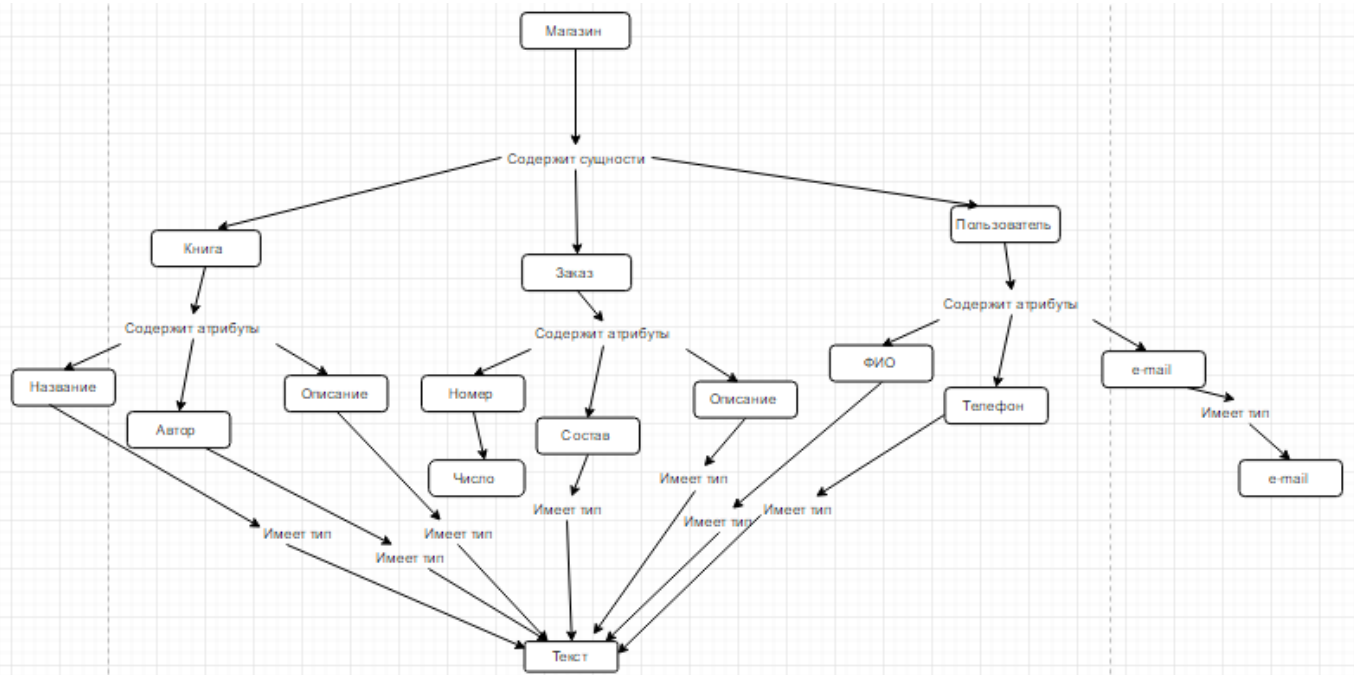 Магазин
Содержит сущности
Книга
Заказ
Пользователь
Содержит атрибуты
Содержит атрибуты
Содержит атрибуты
Название
Автор
Описание
Номер
Состав
Описание
ФИО
Телефон
e-mail
Имеет тип
Число
e-mail
Имеет тип
Имеет тип
Имеет тип
Имеет тип
Имеет тип
Имеет тип
Имеет тип
Имеет тип
Текст